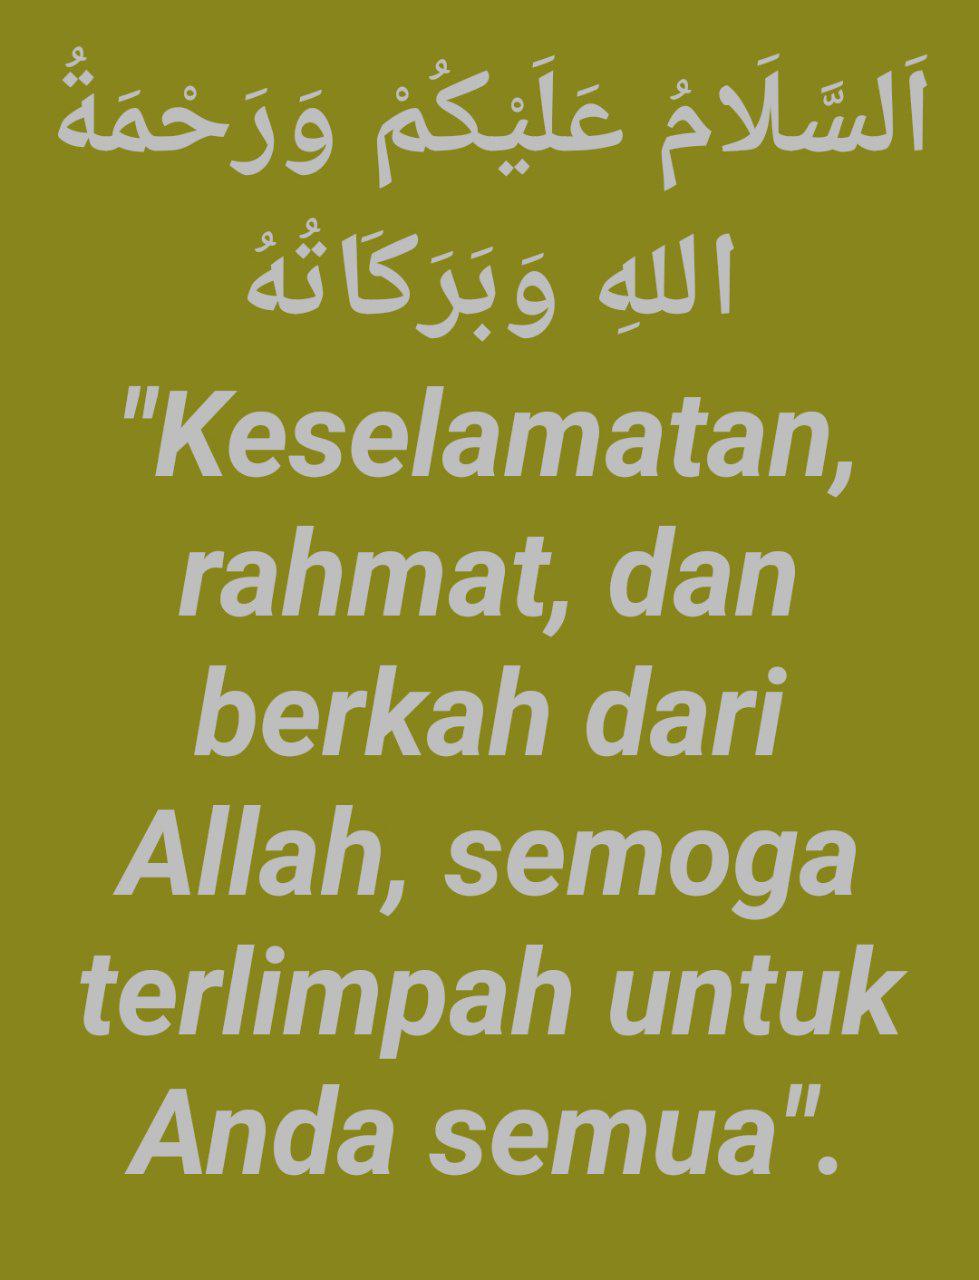 اَلسَّلَامُ عَلَيْكُمْ وَرَحْمَةُ
اللهِ وَبَرَكَاتُهُ
"Keselamatan,
rahmat, dan
berkah dari
Allah, semoga
terlimpah untuk
Anda semua".